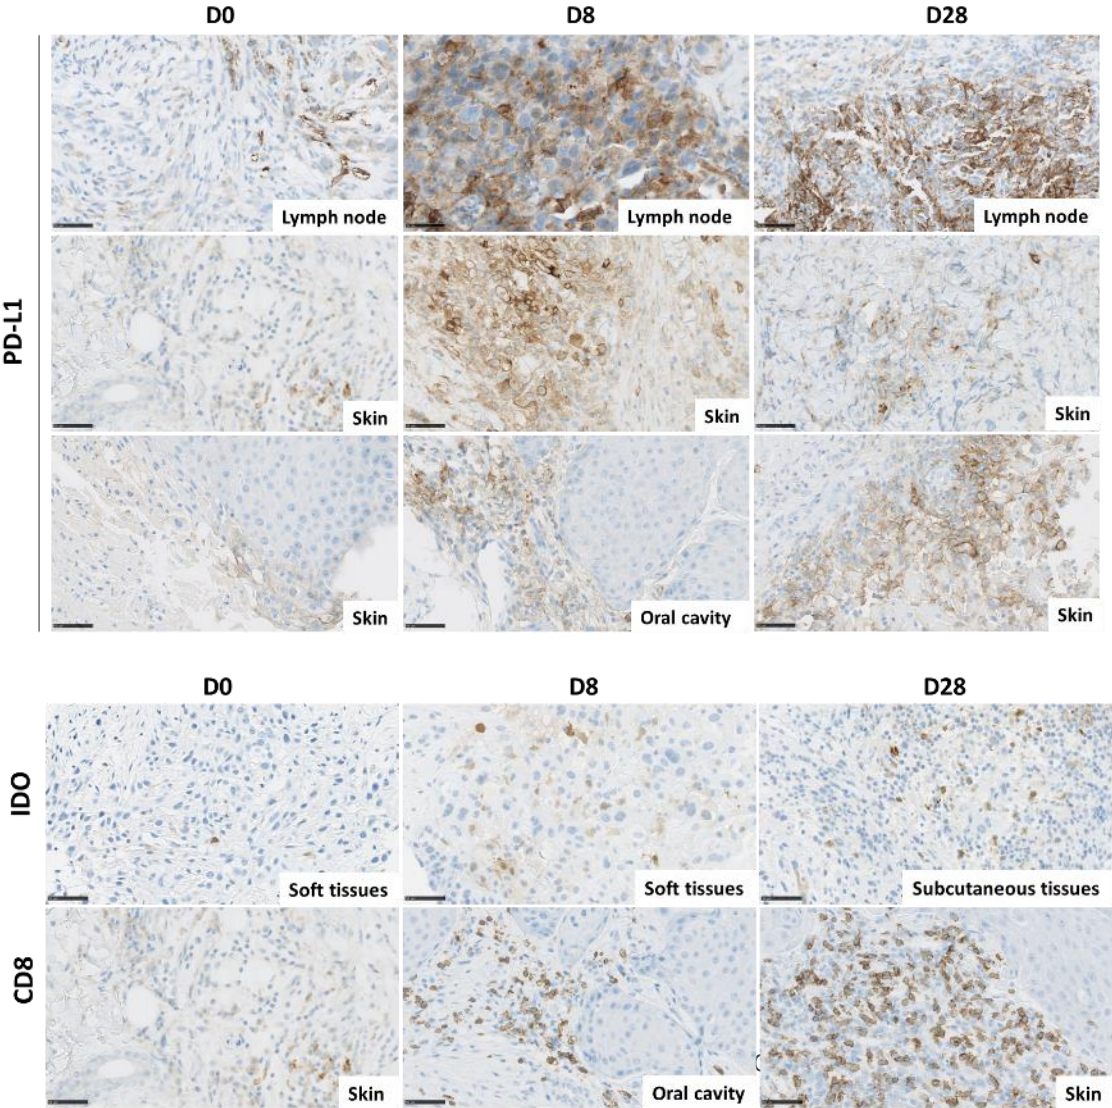 D0 D8 D28
PD-L1
Lymph node Lymph node Lymph node
Skin Skin Skin
Skin Oral cavity Skin
D0 D8 D28
IDO
Soft tissues Soft tissues Subcutaneous tissues
CD8
Skin Oral cavity Skin